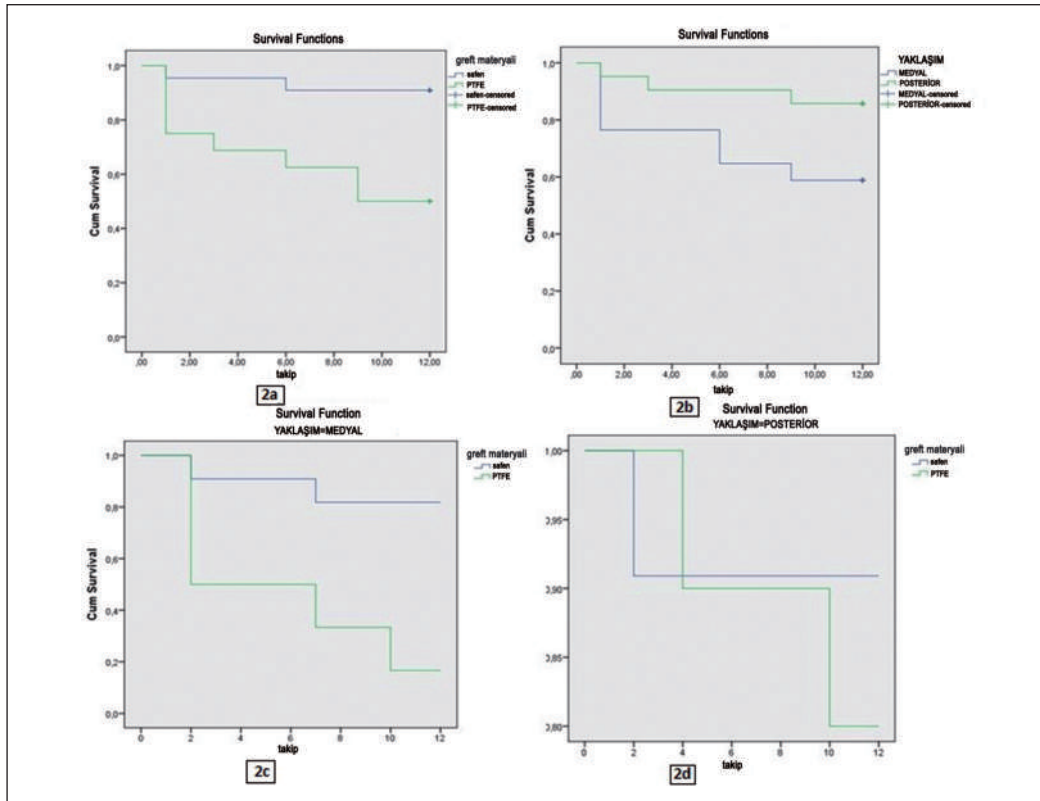 Survival Functions
greft materyali
safen
PTFE
safen-censored
PTFE-censored
1,0
0,8
0,6
0,4
0,2
0,0
Cum Survival
,00 2,00 4,00 6,00 8,00 10,00 12,00
takip
2a
Survival Functions
YAKLAŞIM
MEDYAL
POSTERİOR
MEDYAL-censored
POSTERİOR-censored
1,0
0,8
0,6
0,4
0,2
0,0
Cum Survival
,00 2,00 4,00 6,00 8,00 10,00 12,00
takip
2b
Survival Function
YAKLAŞIM=MEDYAL
greft materyali
safen
PTFE
1,0
0,8
0,6
0,4
0,2
0,0
Cum Survival
0 2 4 6 8 10 12
takip
2c
Survival Function
YAKLAŞIM=POSTERİOR
greft materyali
safen
PTFE
1,00
0,95
0,90
0,85
0,80
0 2 4 6 8 10 12
takip
2d